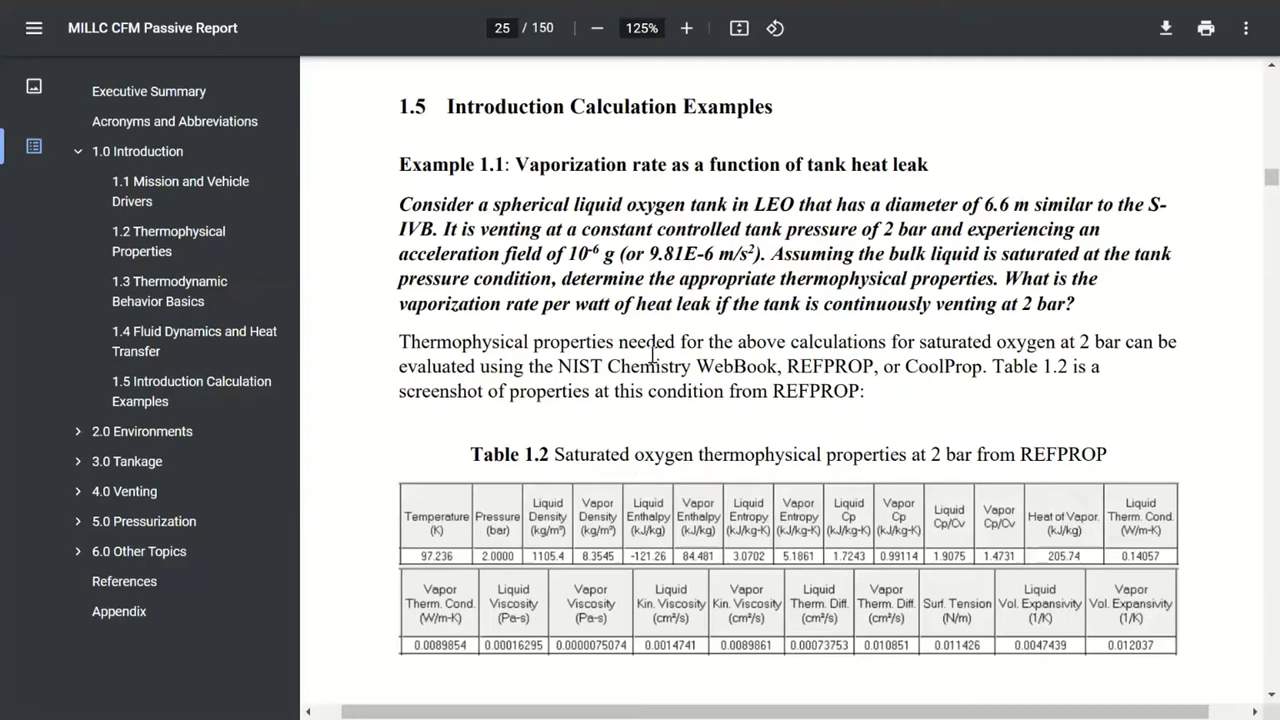 MILLC CFM Passive Report
25 / 150
125%
Executive Summary
Acronyms and Abbreviations
1.0 Introduction
1.1 Mission and Vehicle
Drivers
1.2 Thermophysical
Properties
1.3 Thermodynamic
Behavior Basics
1.4 Fluid Dynamics and Heat
Transfer
1.5 Introduction Calculation
Examples
2.0 Environments
3.0 Tankage
4.0 Venting
5.0 Pressurization
6.0 Other Topics
References
Appendix
1.5 Introduction Calculation Examples
Example 1.1: Vaporization rate as a function of tank heat leak
Consider a spherical liquid oxygen tank in LEO that has a diameter of 6.6 m similar to the S-
IVB. It is venting at a constant controlled tank pressure of 2 bar and experiencing an
acceleration field of 10⁻⁶ g (or 9.81E-6 m/s²). Assuming the bulk liquid is saturated at the tank
pressure condition, determine the appropriate thermophysical properties. What is the
vaporization rate per watt of heat leak if the tank is continuously venting at 2 bar?
Thermophysical properties needed for the above calculations for saturated oxygen at 2 bar can be
evaluated using the NIST Chemistry WebBook, REFPROP, or CoolProp. Table 1.2 is a
screenshot of properties at this condition from REFPROP:
Table 1.2 Saturated oxygen thermophysical properties at 2 bar from REFPROP
Temperature (K) Pressure (bar) Liquid Density (kg/m³) Vapor Density (kg/m³) Liquid Enthalpy (kJ/kg) Vapor Enthalpy (kJ/kg) Liquid Entropy (kJ/kg-K) Vapor Entropy (kJ/kg-K) Liquid Cp (kJ/kg-K) Vapor Cp (kJ/kg-K) Liquid Cp/Cv Vapor Cp/Cv Heat of Vapor. (kJ/kg) Liquid Therm. Cond. (W/m-K)
97.236 2.0000 1105.4 8.3545 -121.26 84.481 3.0702 5.1861 1.7243 0.99114 1.9075 1.4731 205.74 0.14057
Vapor Therm. Cond. (W/m-K) Liquid Viscosity (Pa-s) Vapor Viscosity (Pa-s) Liquid Kin. Viscosity (cm²/s) Vapor Kin. Viscosity (cm²/s) Liquid Therm. Diff. (cm²/s) Vapor Therm. Diff. (cm²/s) Surf. Tension (N/m) Liquid Vol. Expansivity (1/K) Vapor Vol. Expansivity (1/K)
0.0089854 0.00016295 0.0000075074 0.0014741 0.0089861 0.00073753 0.010851 0.011426 0.0047439 0.012037